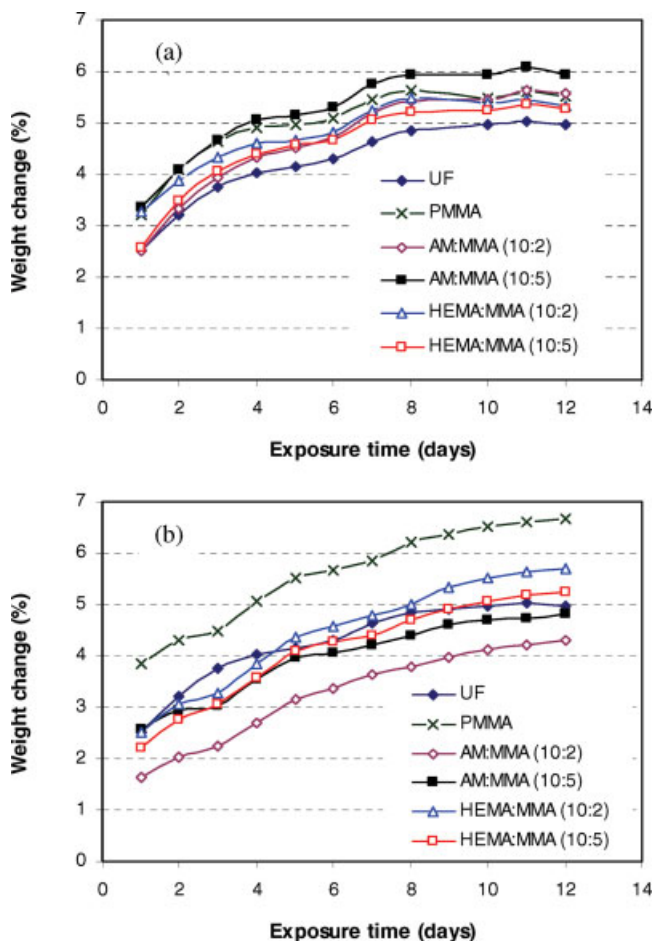 (a)
7
6
5
4
3
2
1
0
Weight change (%)
UF
PMMA
AM:MMA (10:2)
AM:MMA (10:5)
HEMA:MMA (10:2)
HEMA:MMA (10:5)
0 2 4 6 8 10 12 14
Exposure time (days)
(b)
7
6
5
4
3
2
1
0
Weight change (%)
UF
PMMA
AM:MMA (10:2)
AM:MMA (10:5)
HEMA:MMA (10:2)
HEMA:MMA (10:5)
0 2 4 6 8 10 12 14
Exposure time (days)